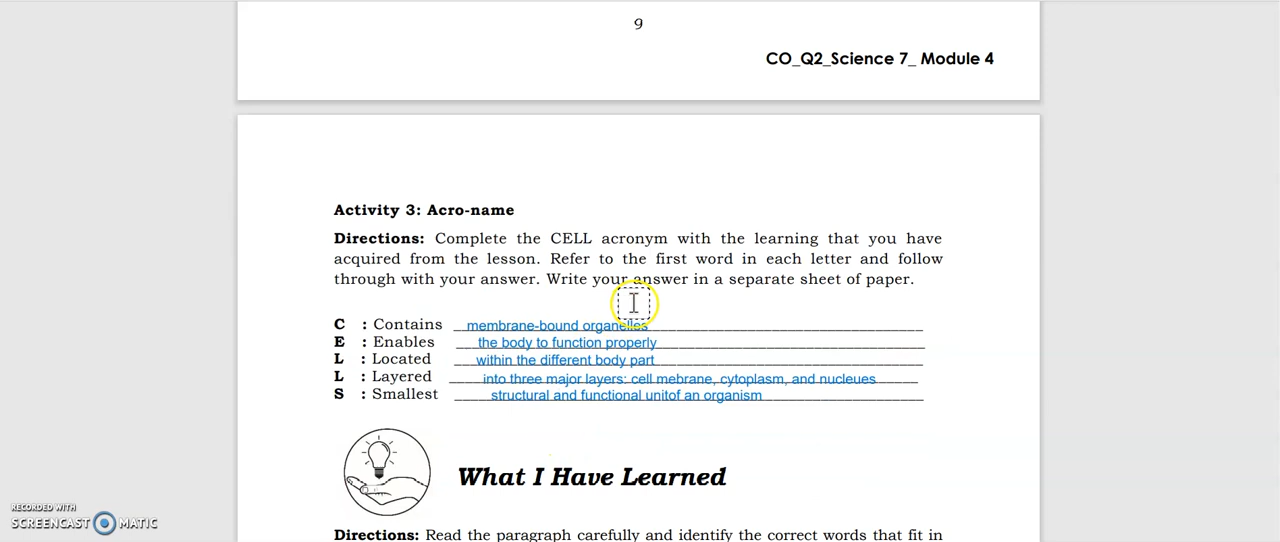 9
CO_Q2_Science 7_ Module 4
Activity 3: Acro-name
Directions: Complete the CELL acronym with the learning that you have
acquired from the lesson. Refer to the first word in each letter and follow
through with your answer. Write your answer in a separate sheet of paper.
C : Contains membrane-bound organelles
E : Enables the body to function properly
L : Located within the different body part
L : Layered into three major layers: cell mebrane, cytoplasm, and nucleues
S : Smallest structural and functional unitof an organism
What I Have Learned
Directions: Read the paragraph carefully and identify the correct words that fit in
RECORDED WITH
SCREENCAST MATIC